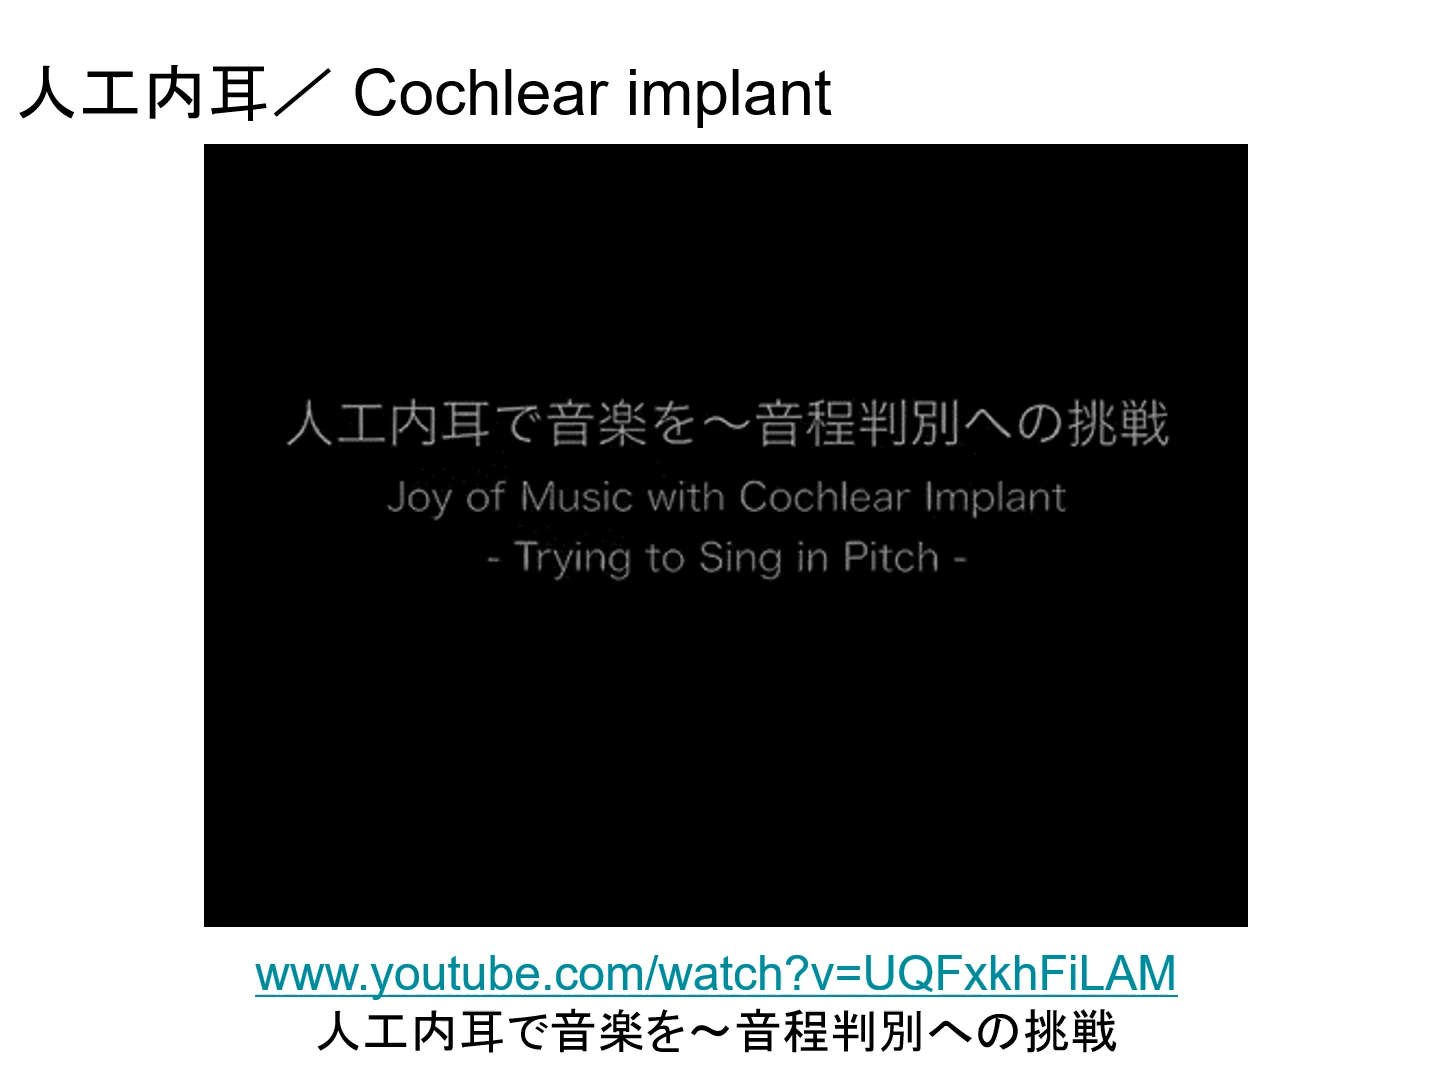 人工内耳／ Cochlear implant
人工内耳で音楽を～音程判別への挑戦
Joy of Music with Cochlear Implant
- Trying to Sing in Pitch -
www.youtube.com/watch?v=UQFxkhFiLAM
人工内耳で音楽を～音程判別への挑戦